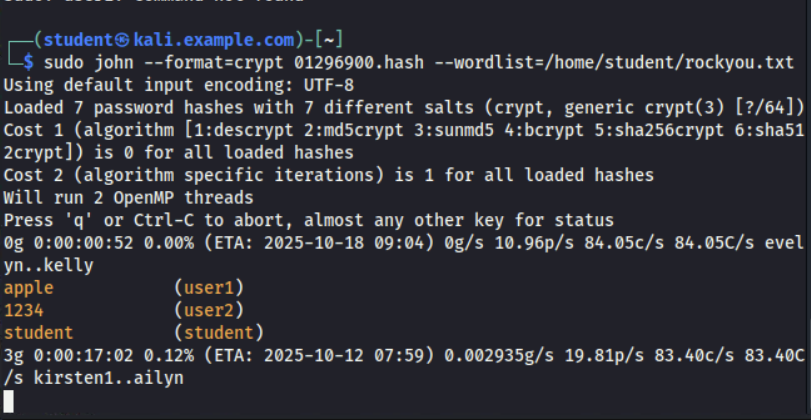 ┌──(student㉿kali.example.com)-[~]
└─$ sudo john --format=crypt 01296900.hash --wordlist=/home/student/rockyou.txt
Using default input encoding: UTF-8
Loaded 7 password hashes with 7 different salts (crypt, generic crypt(3) [?/64])
Cost 1 (algorithm [1:descrypt 2:md5crypt 3:sunmd5 4:bcrypt 5:sha256crypt 6:sha51
2crypt]) is 0 for all loaded hashes
Cost 2 (algorithm specific iterations) is 1 for all loaded hashes
Will run 2 OpenMP threads
Press 'q' or Ctrl-C to abort, almost any other key for status
0g 0:00:00:52 0.00% (ETA: 2025-10-18 09:04) 0g/s 10.96p/s 84.05c/s 84.05C/s evel
yn..kelly
apple (user1)
1234 (user2)
student (student)
3g 0:00:17:02 0.12% (ETA: 2025-10-12 07:59) 0.002935g/s 19.81p/s 83.40c/s 83.40C
/s kirsten1..ailyn